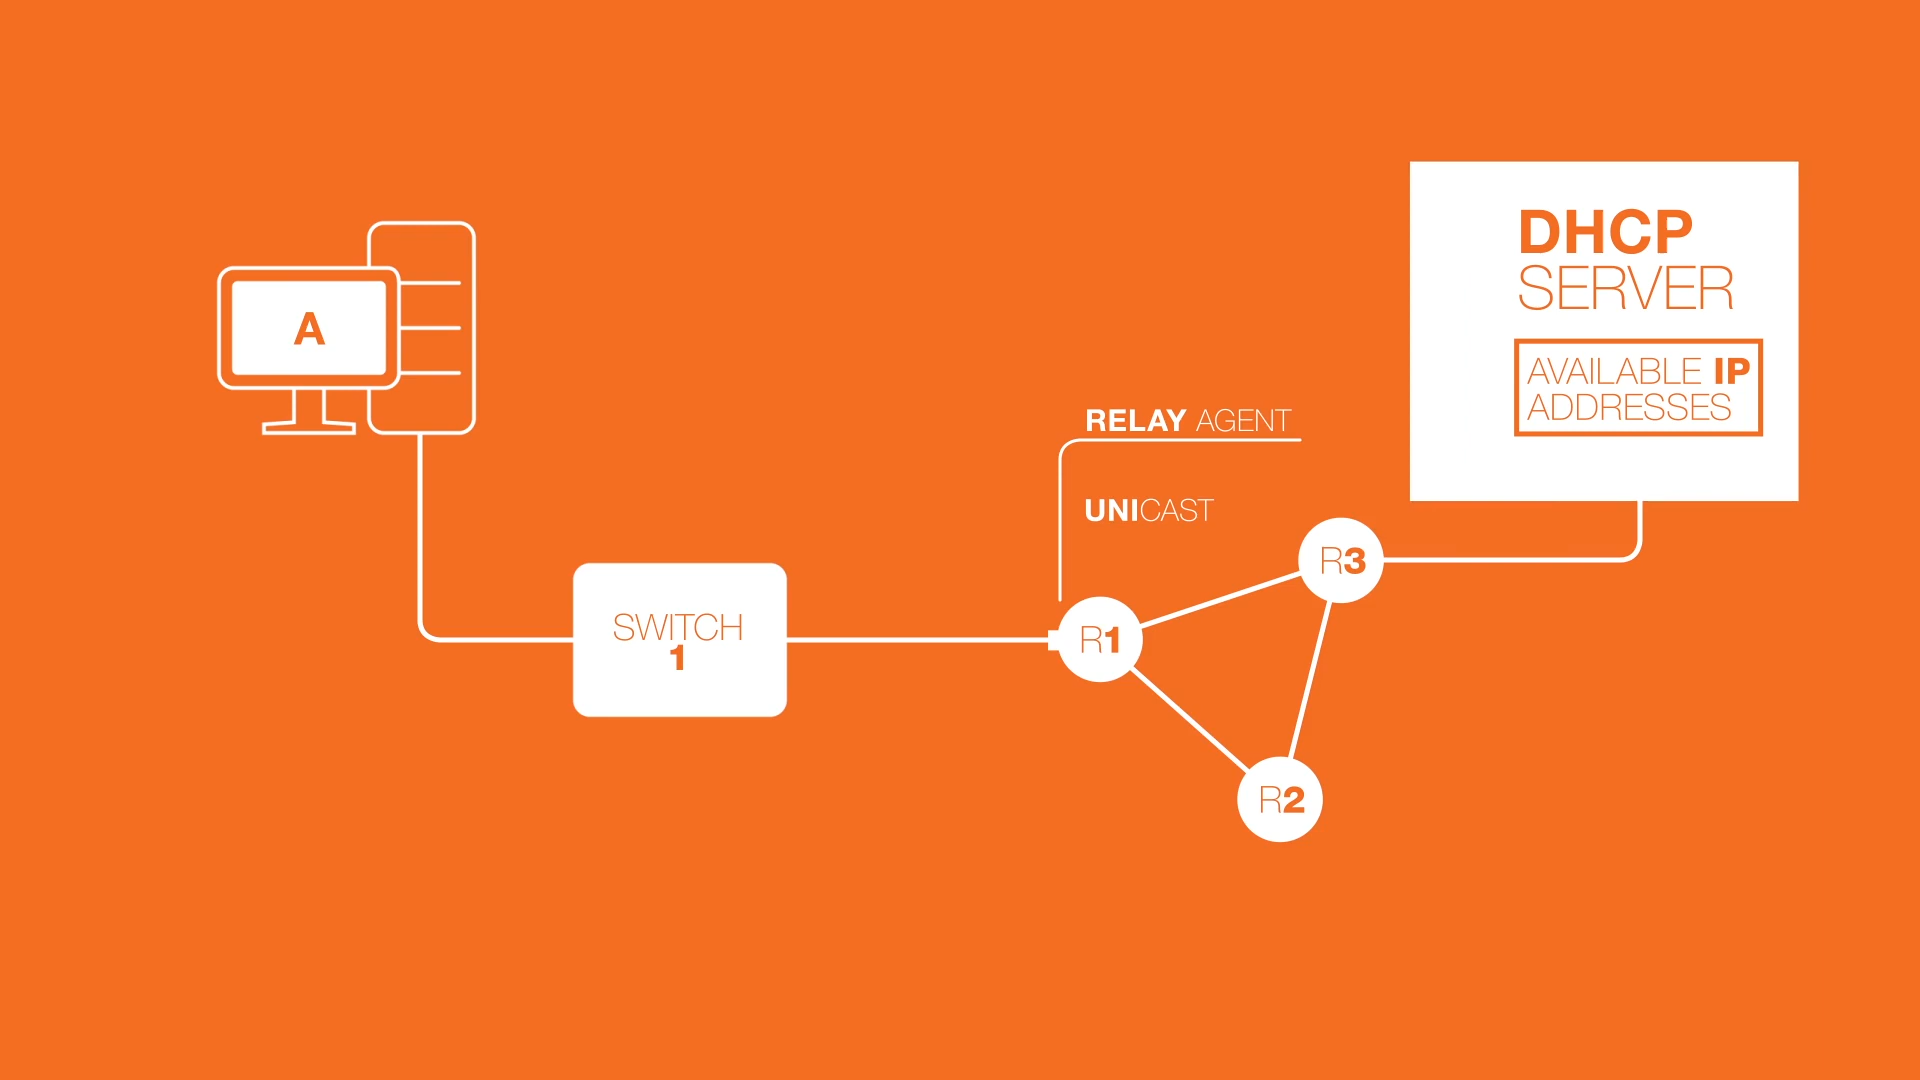 A
SWITCH
1
RELAY AGENT
UNICAST
R1
R3
R2
DHCP
SERVER
AVAILABLE IP
ADDRESSES